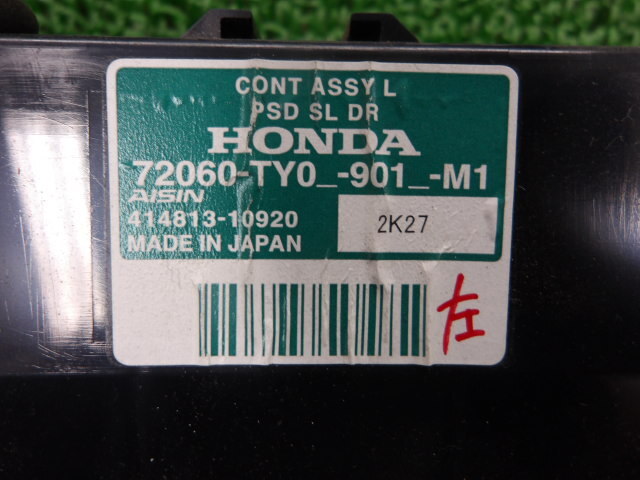 CONT ASSY L
PSD SL DR
HONDA
72060-TY0_-901_-M1
AISIN
414813-10920
MADE IN JAPAN
2K27
左